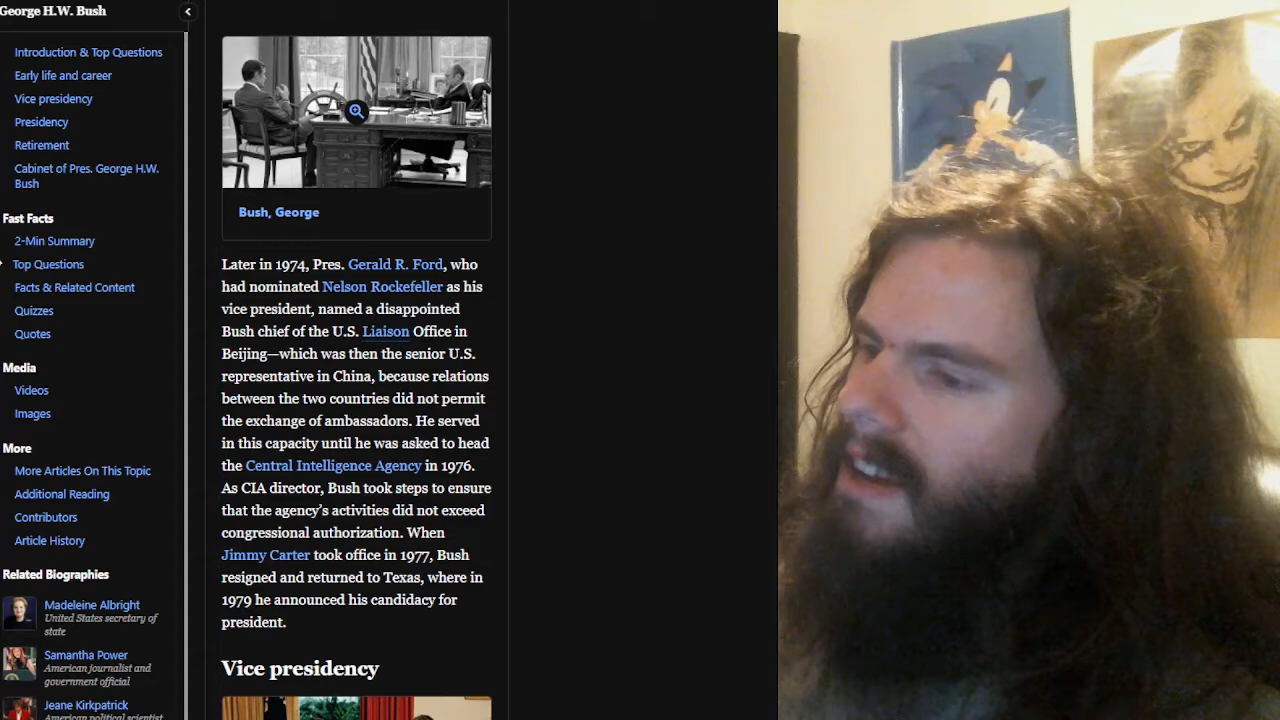 George H.W. Bush
Introduction & Top Questions
Early life and career
Vice presidency
Presidency
Retirement
Cabinet of Pres. George H.W.
Bush
Fast Facts
2-Min Summary
Top Questions
Facts & Related Content
Quizzes
Quotes
Media
Videos
Images
More
More Articles On This Topic
Additional Reading
Contributors
Article History
Related Biographies
Madeleine Albright
United States secretary of
state
Samantha Power
American journalist and
government official
Jeane Kirkpatrick
American political scientist
Bush, George
Later in 1974, Pres. Gerald R. Ford, who
had nominated Nelson Rockefeller as his
vice president, named a disappointed
Bush chief of the U.S. Liaison Office in
Beijing—which was then the senior U.S.
representative in China, because relations
between the two countries did not permit
the exchange of ambassadors. He served
in this capacity until he was asked to head
the Central Intelligence Agency in 1976.
As CIA director, Bush took steps to ensure
that the agency's activities did not exceed
congressional authorization. When
Jimmy Carter took office in 1977, Bush
resigned and returned to Texas, where in
1979 he announced his candidacy for
president.
Vice presidency